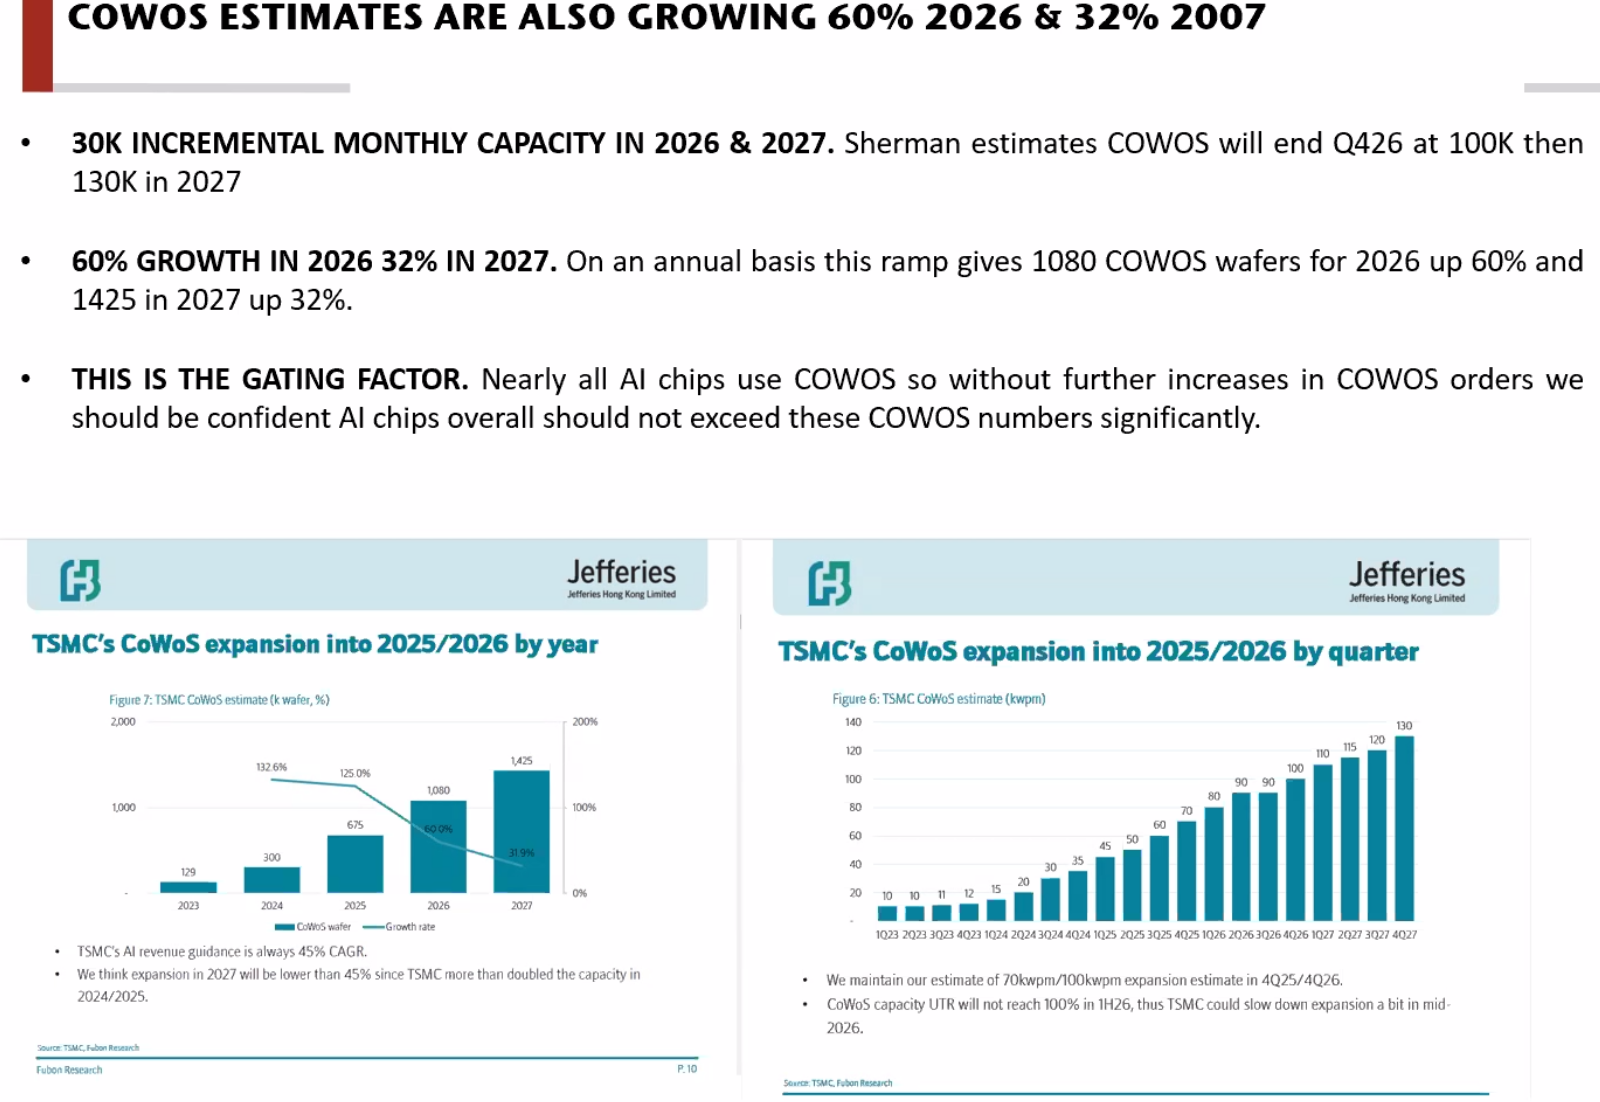 COWOS ESTIMATES ARE ALSO GROWING 60% 2026 & 32% 2007
• 30K INCREMENTAL MONTHLY CAPACITY IN 2026 & 2027. Sherman estimates COWOS will end Q426 at 100K then
130K in 2027
• 60% GROWTH IN 2026 32% IN 2027. On an annual basis this ramp gives 1080 COWOS wafers for 2026 up 60% and
1425 in 2027 up 32%.
• THIS IS THE GATING FACTOR. Nearly all AI chips use COWOS so without further increases in COWOS orders we
should be confident AI chips overall should not exceed these COWOS numbers significantly.
Jefferies
Jefferies Hong Kong Limited
TSMC's CoWoS expansion into 2025/2026 by year
Figure 7: TSMC CoWoS estimate (k wafer, %)
2,000
200%
132.6%
125.0%
1,425
1,080
1,000
100%
675
60.0%
31.9%
300
129
-
0%
2023 2024 2025 2026 2027
CoWoS wafer Growth rate
• TSMC's AI revenue guidance is always 45% CAGR.
• We think expansion in 2027 will be lower than 45% since TSMC more than doubled the capacity in
2024/2025.
Source: TSMC, Fubon Research
Fubon Research P. 10
Jefferies
Jefferies Hong Kong Limited
TSMC's CoWoS expansion into 2025/2026 by quarter
Figure 6: TSMC CoWoS estimate (kwpm)
140
120
100
80
60
40
20
-
10 10 11 12 15 20 30 35 45 50 60 70 80 90 90 100 110 115 120 130
1Q23 2Q23 3Q23 4Q23 1Q24 2Q24 3Q24 4Q24 1Q25 2Q25 3Q25 4Q25 1Q26 2Q26 3Q26 4Q26 1Q27 2Q27 3Q27 4Q27
• We maintain our estimate of 70kwpm/100kwpm expansion estimate in 4Q25/4Q26.
• CoWoS capacity UTR will not reach 100% in 1H26, thus TSMC could slow down expansion a bit in mid-
2026.
Source: TSMC, Fubon Research